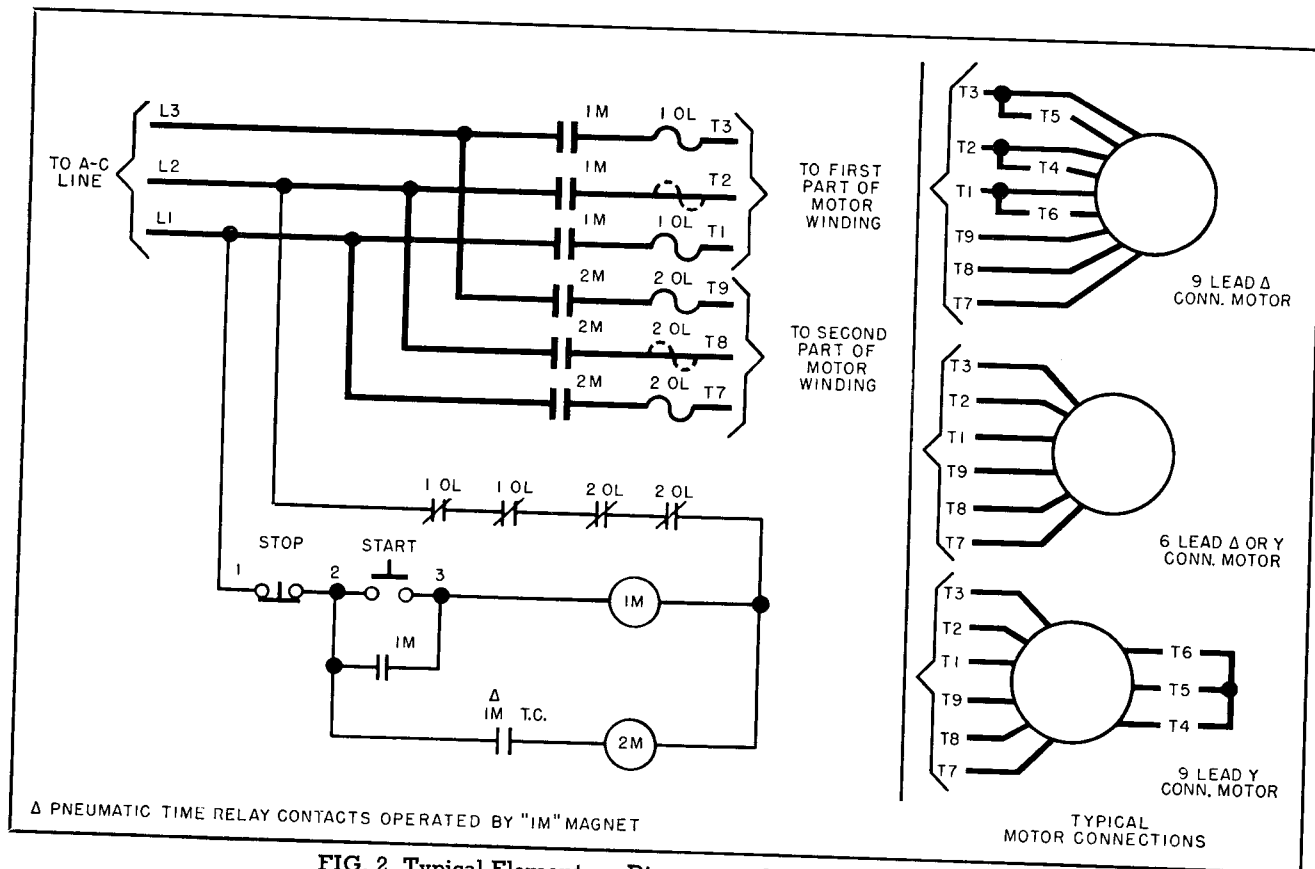 L3
L2
L1
TO A-C
LINE
1M
1 OL
T3
1M
T2
1M
1 OL
T1
2M
2 OL
T9
2M
2 OL
T8
2M
2 OL
T7
TO FIRST
PART OF
MOTOR
WINDING
TO SECOND
PART OF
MOTOR
WINDING
1 OL
1 OL
2 OL
2 OL
STOP
START
1
2
3
1M
1M
Δ
1M T.C.
2M
Δ PNEUMATIC TIME RELAY CONTACTS OPERATED BY "1M" MAGNET
T3
T5
T2
T4
T1
T6
T9
T8
T7
9 LEAD Δ
CONN. MOTOR
T3
T2
T1
T9
T8
T7
6 LEAD Δ OR Y
CONN. MOTOR
T3
T2
T1
T9
T8
T7
T6
T5
T4
9 LEAD Y
CONN. MOTOR
TYPICAL
MOTOR CONNECTIONS
FIG. 2 Typical